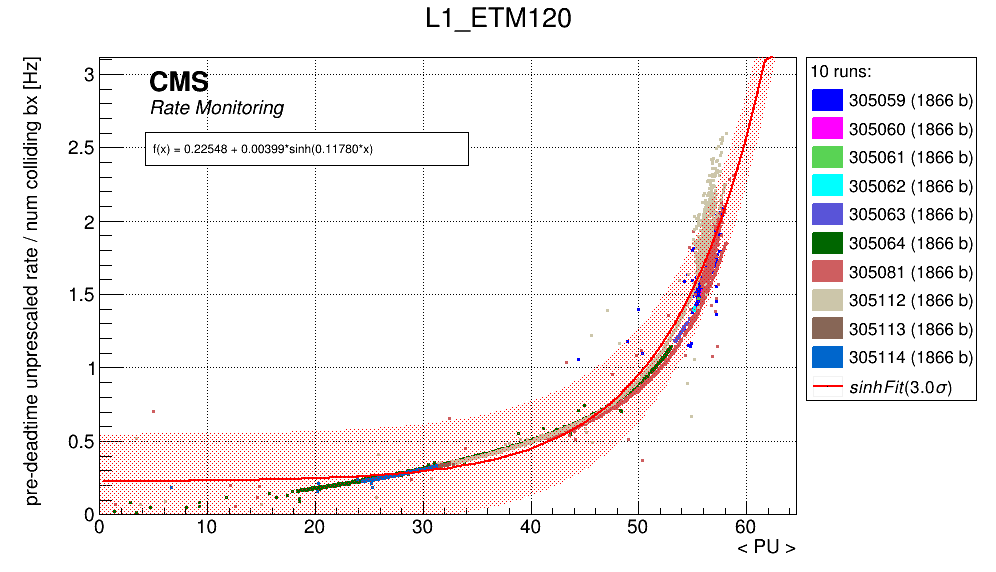 L1_ETM120
pre-deadtime unprescaled rate / num colliding bx [Hz]
CMS
Rate Monitoring
f(x) = 0.22548 + 0.00399*sinh(0.11780*x)
3
2.5
2
1.5
1
0.5
0
0 10 20 30 40 50 60
< PU >
10 runs:
305059 (1866 b)
305060 (1866 b)
305061 (1866 b)
305062 (1866 b)
305063 (1866 b)
305064 (1866 b)
305081 (1866 b)
305112 (1866 b)
305113 (1866 b)
305114 (1866 b)
sinhFit(3.0σ)